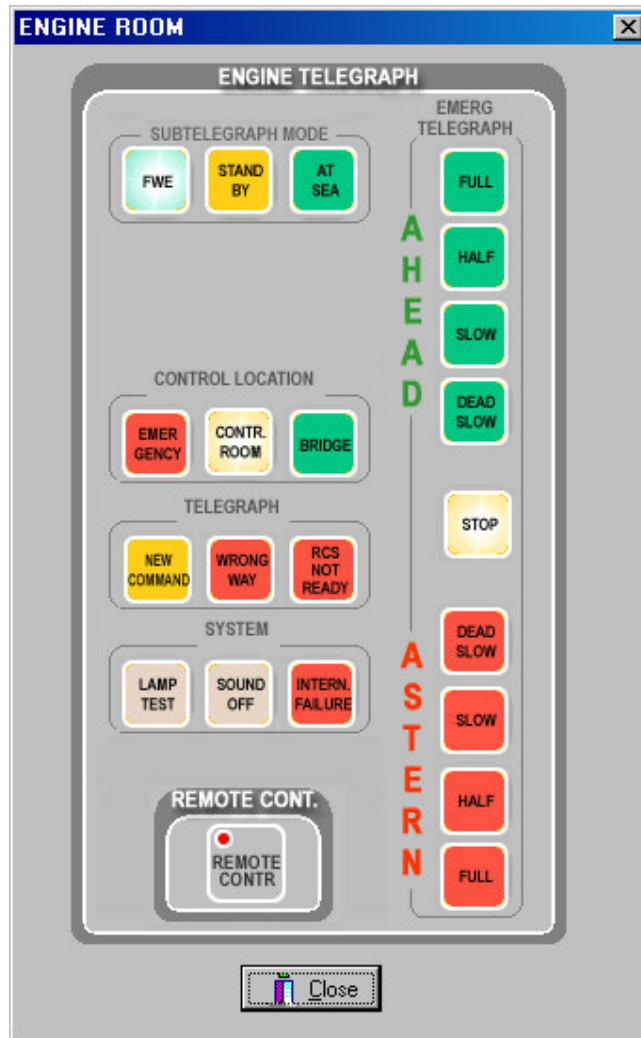 ENGINE ROOM
ENGINE TELEGRAPH
SUBTELEGRAPH MODE
FWE
STAND
BY
AT
SEA
CONTROL LOCATION
EMER
GENCY
CONTR.
ROOM
BRIDGE
TELEGRAPH
NEW
COMMAND
WRONG
WAY
RCS
NOT
READY
SYSTEM
LAMP
TEST
SOUND
OFF
INTERN.
FAILURE
REMOTE CONT.
REMOTE
CONTR
EMERG
TELEGRAPH
AHEAD
FULL
HALF
SLOW
DEAD
SLOW
STOP
ASTERN
DEAD
SLOW
SLOW
HALF
FULL
Close